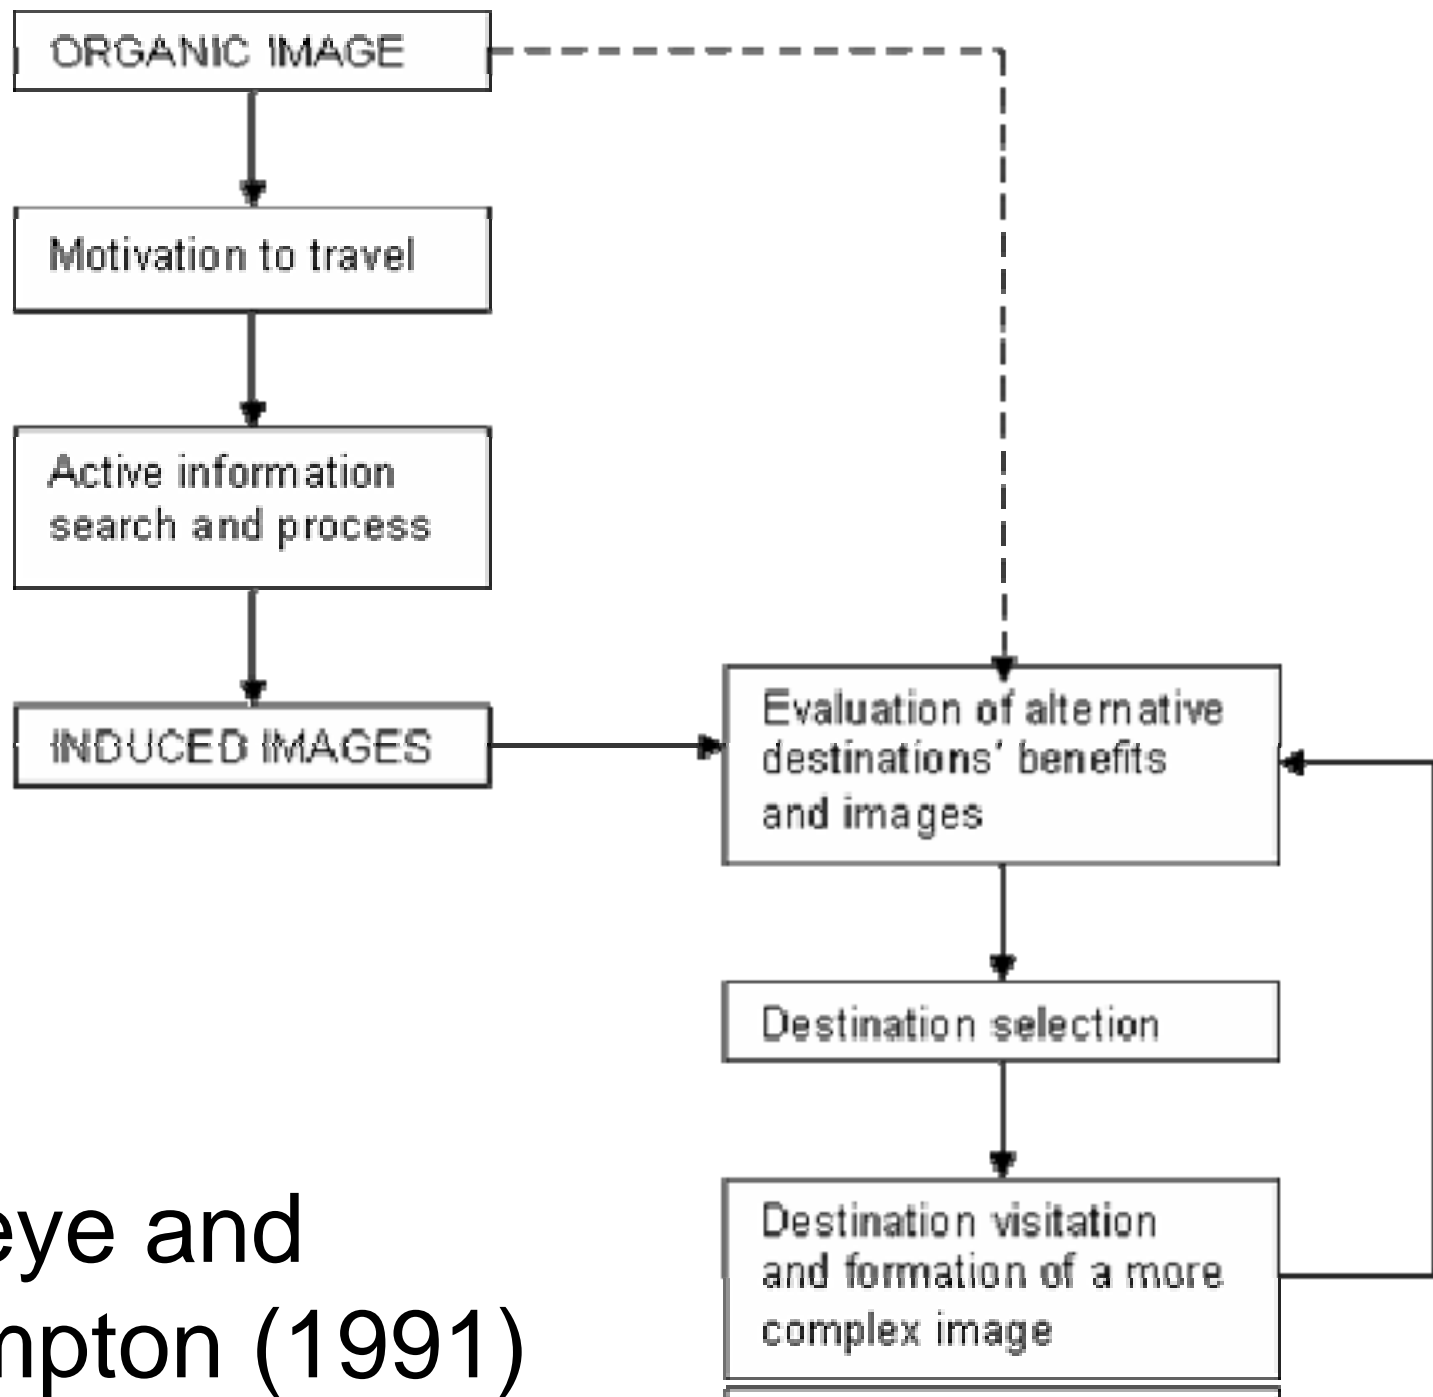 ORGANIC IMAGE
Motivation to travel
Active information
search and process
INDUCED IMAGES
Evaluation of alternative
destinations' benefits
and images
Destination selection
Destination visitation
and formation of a more
complex image
eye and
mpton (1991)